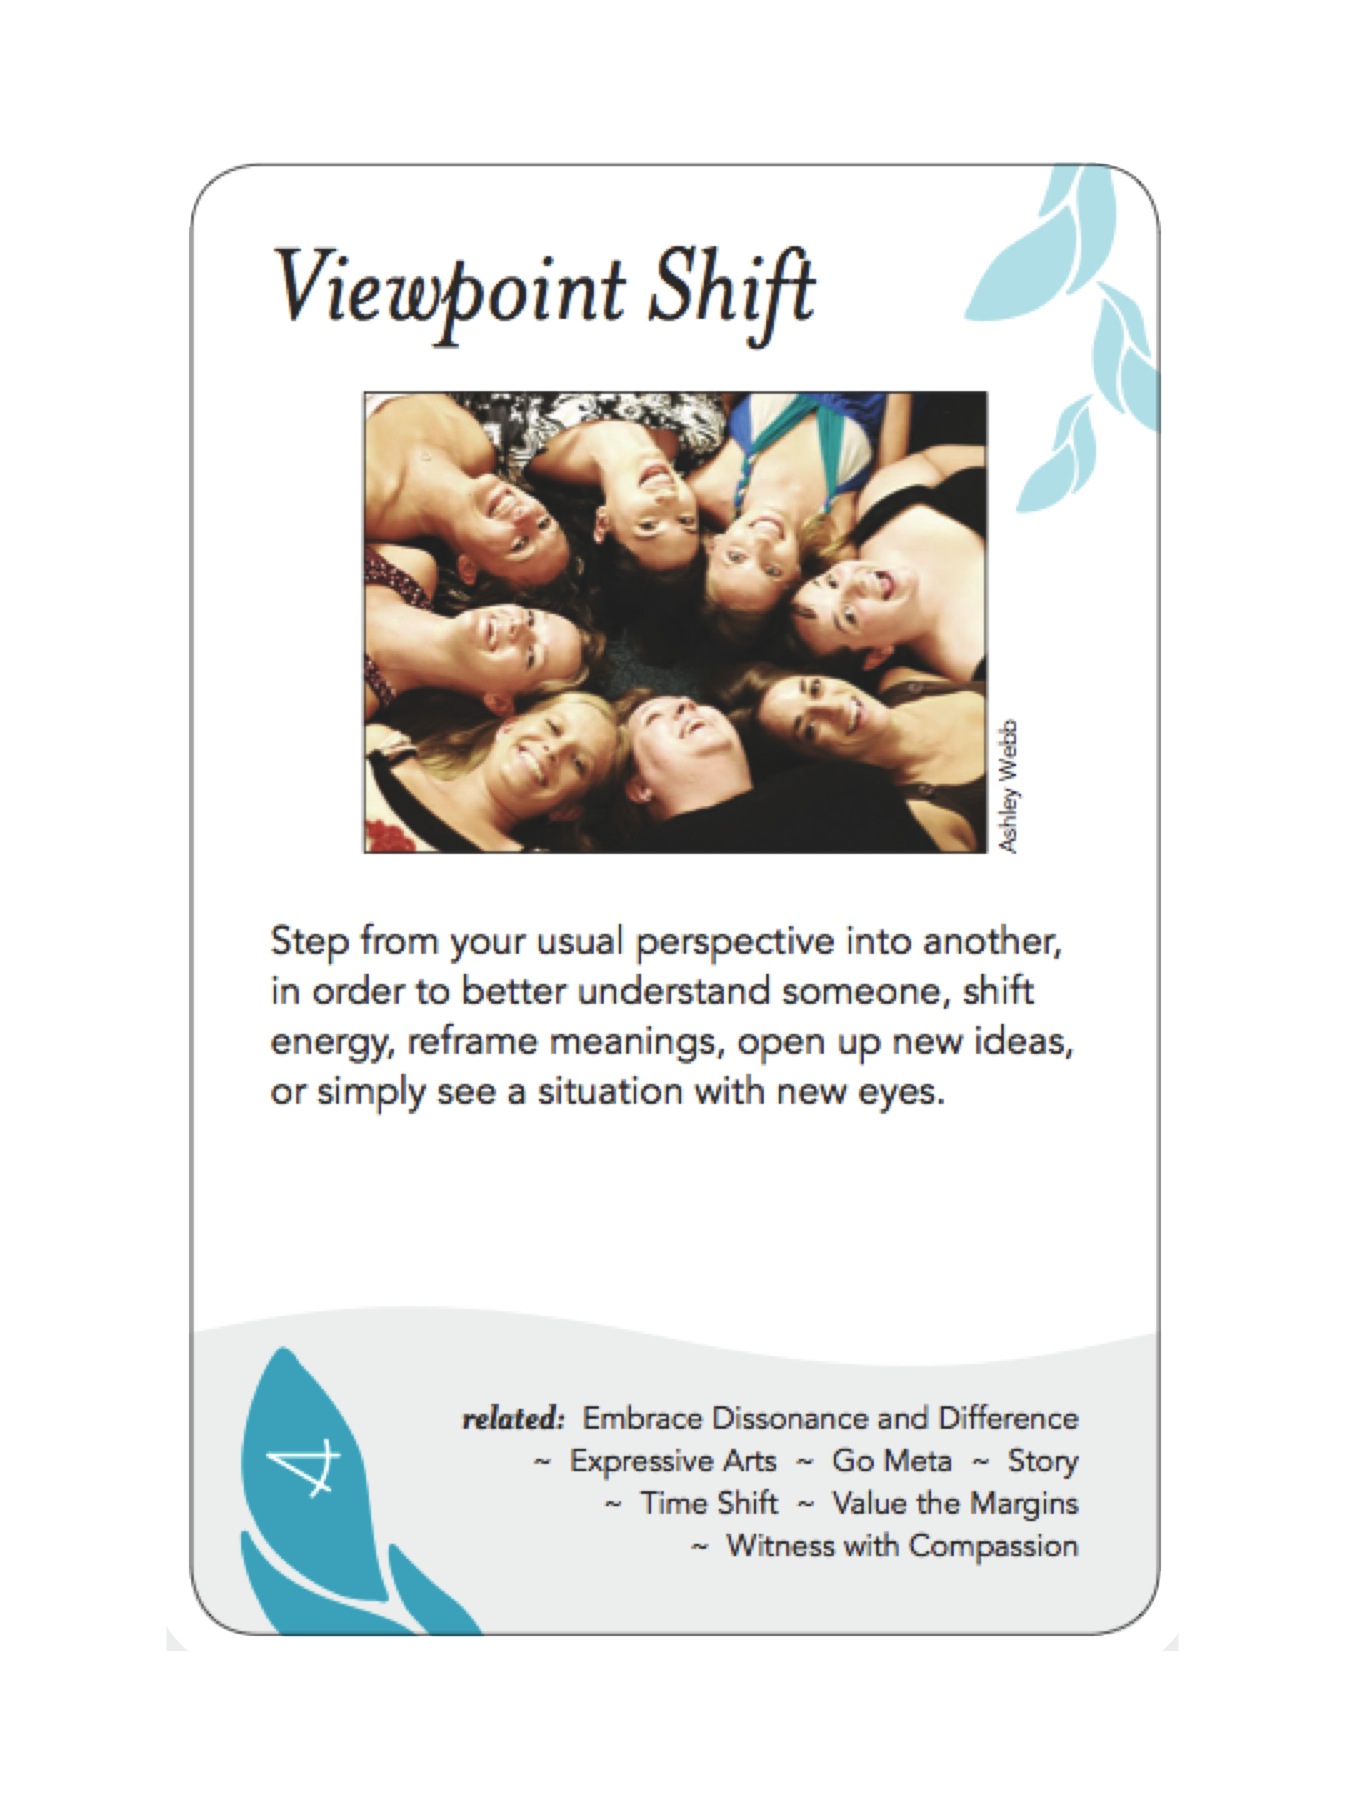 Viewpoint Shift
Ashley Webb
Step from your usual perspective into another,
in order to better understand someone, shift
energy, reframe meanings, open up new ideas,
or simply see a situation with new eyes.
related: Embrace Dissonance and Difference
~ Expressive Arts ~ Go Meta ~ Story
~ Time Shift ~ Value the Margins
~ Witness with Compassion
4